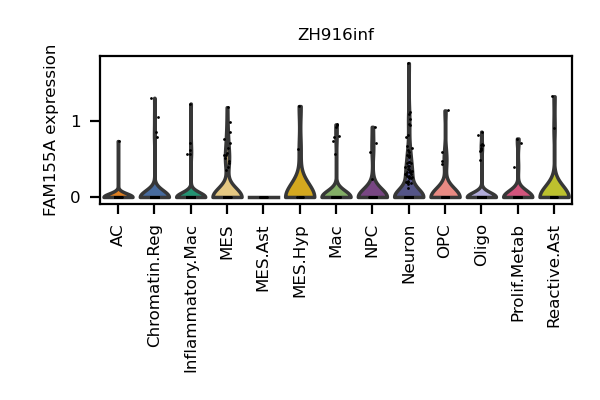 ZH916inf
FAM155A expression
1
0
AC
Chromatin.Reg
Inflammatory.Mac
MES
MES.Ast
MES.Hyp
Mac
NPC
Neuron
OPC
Oligo
Prolif.Metab
Reactive.Ast